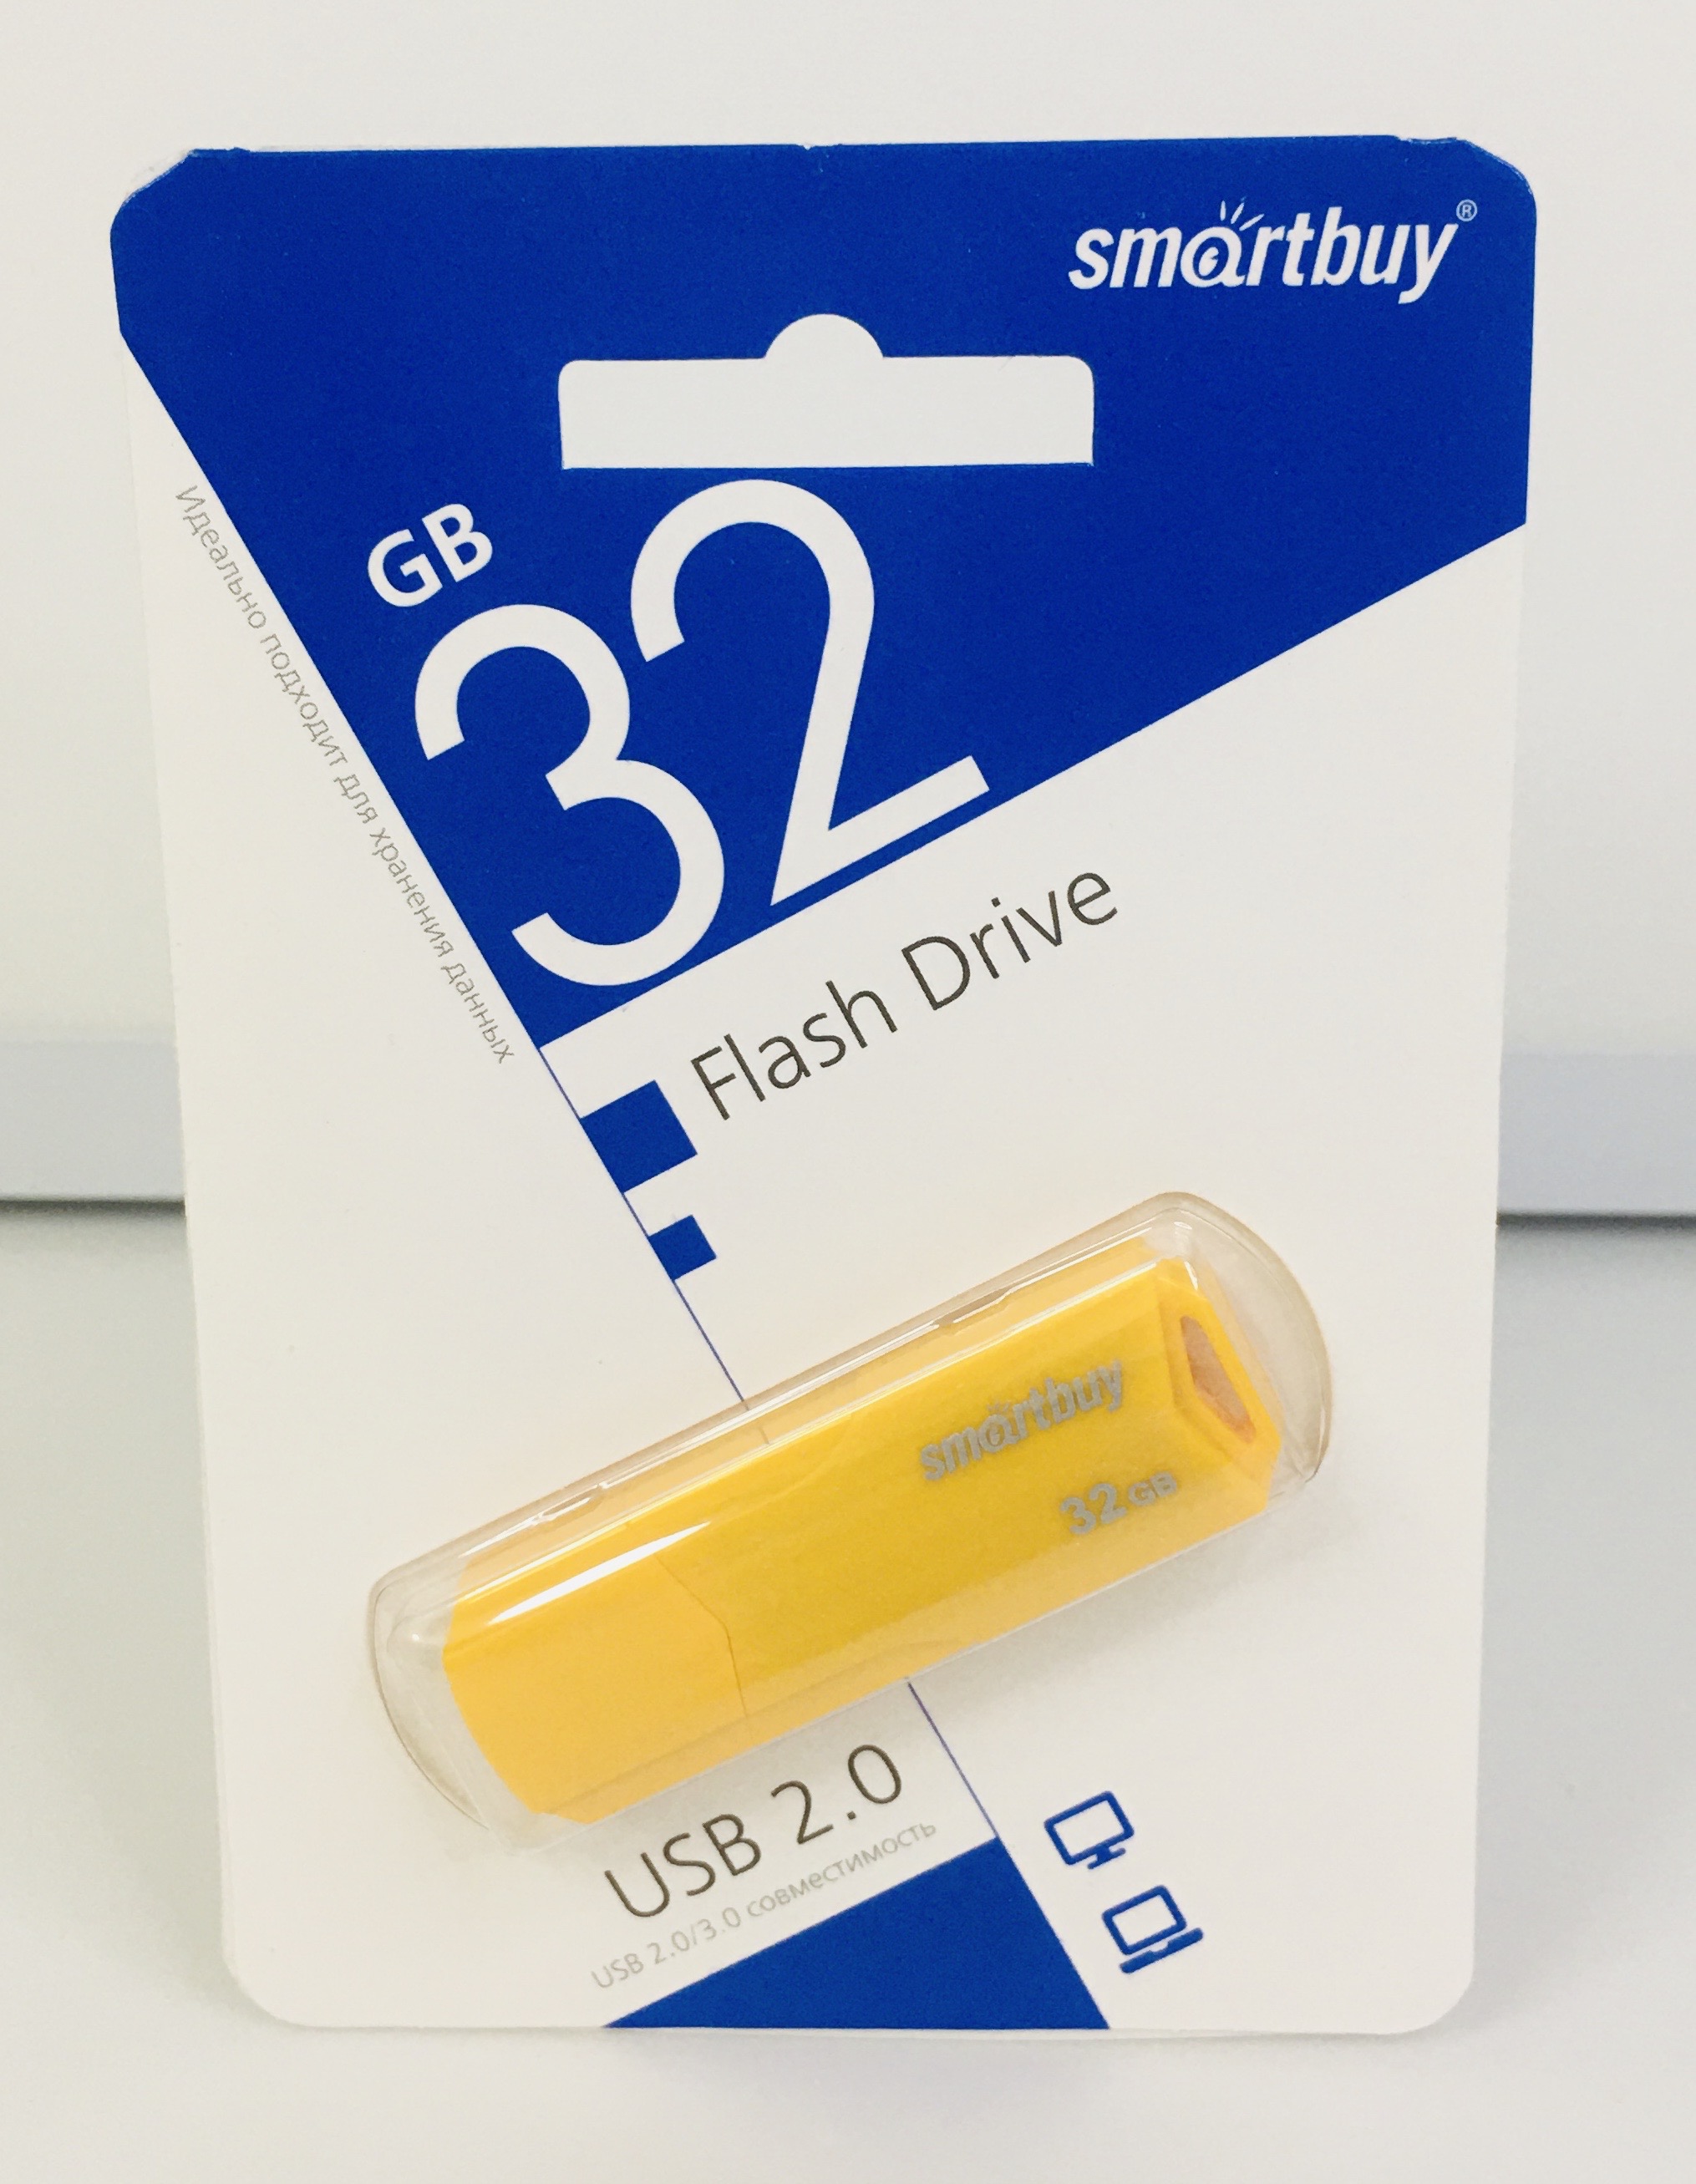 smartbuy®
GB
32
Идеально подходит для хранения данных
Flash Drive
smartbuy
32 GB
USB 2.0
USB 2.0/3.0 совместимость